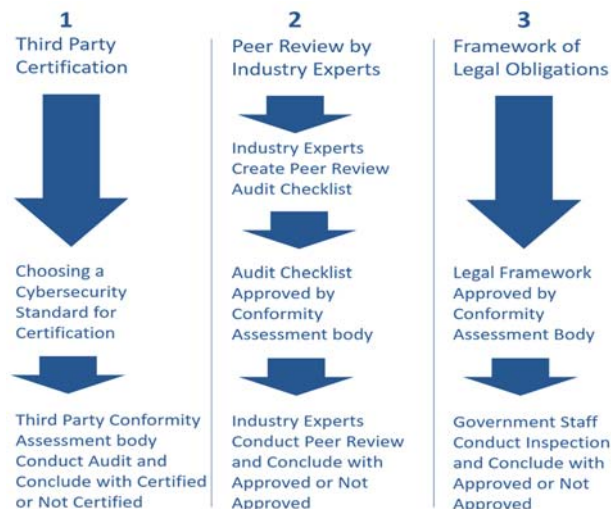 1
Third Party
Certification
Choosing a
Cybersecurity
Standard for
Certification
Third Party Conformity
Assessment body
Conduct Audit and
Conclude with Certified
or Not Certified
2
Peer Review by
Industry Experts
Industry Experts
Create Peer Review
Audit Checklist
Audit Checklist
Approved by
Conformity
Assessment body
Industry Experts
Conduct Peer Review
and Conclude with
Approved or Not
Approved
3
Framework of
Legal Obligations
Legal Framework
Approved by
Conformity
Assessment Body
Government Staff
Conduct Inspection
and Conclude with
Approved or Not
Approved